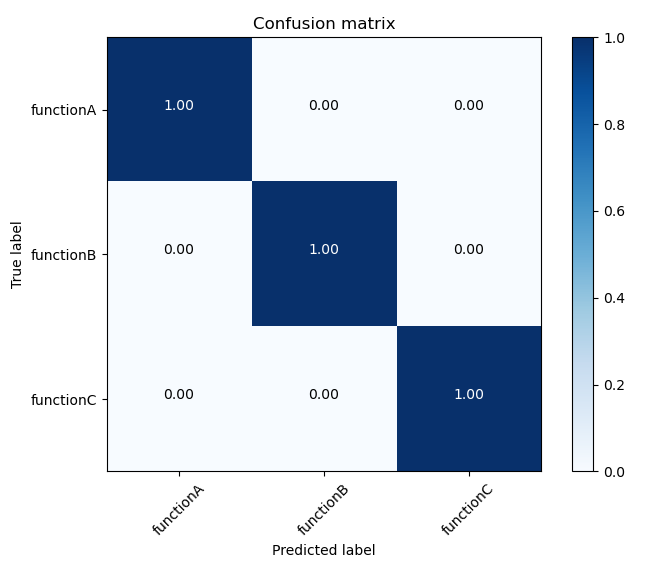 Confusion matrix
functionA 1.00 0.00 0.00
functionB 0.00 1.00 0.00
functionC 0.00 0.00 1.00
functionA functionB functionC
True label
Predicted label
1.0
0.8
0.6
0.4
0.2
0.0